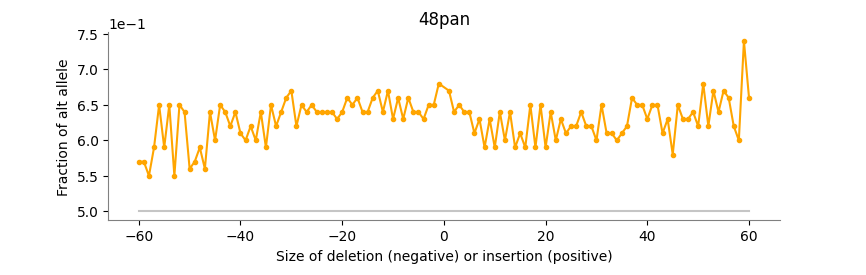 48pan
1e−1
7.5
7.0
6.5
6.0
5.5
5.0
Fraction of alt allele
−60 −40 −20 0 20 40 60
Size of deletion (negative) or insertion (positive)